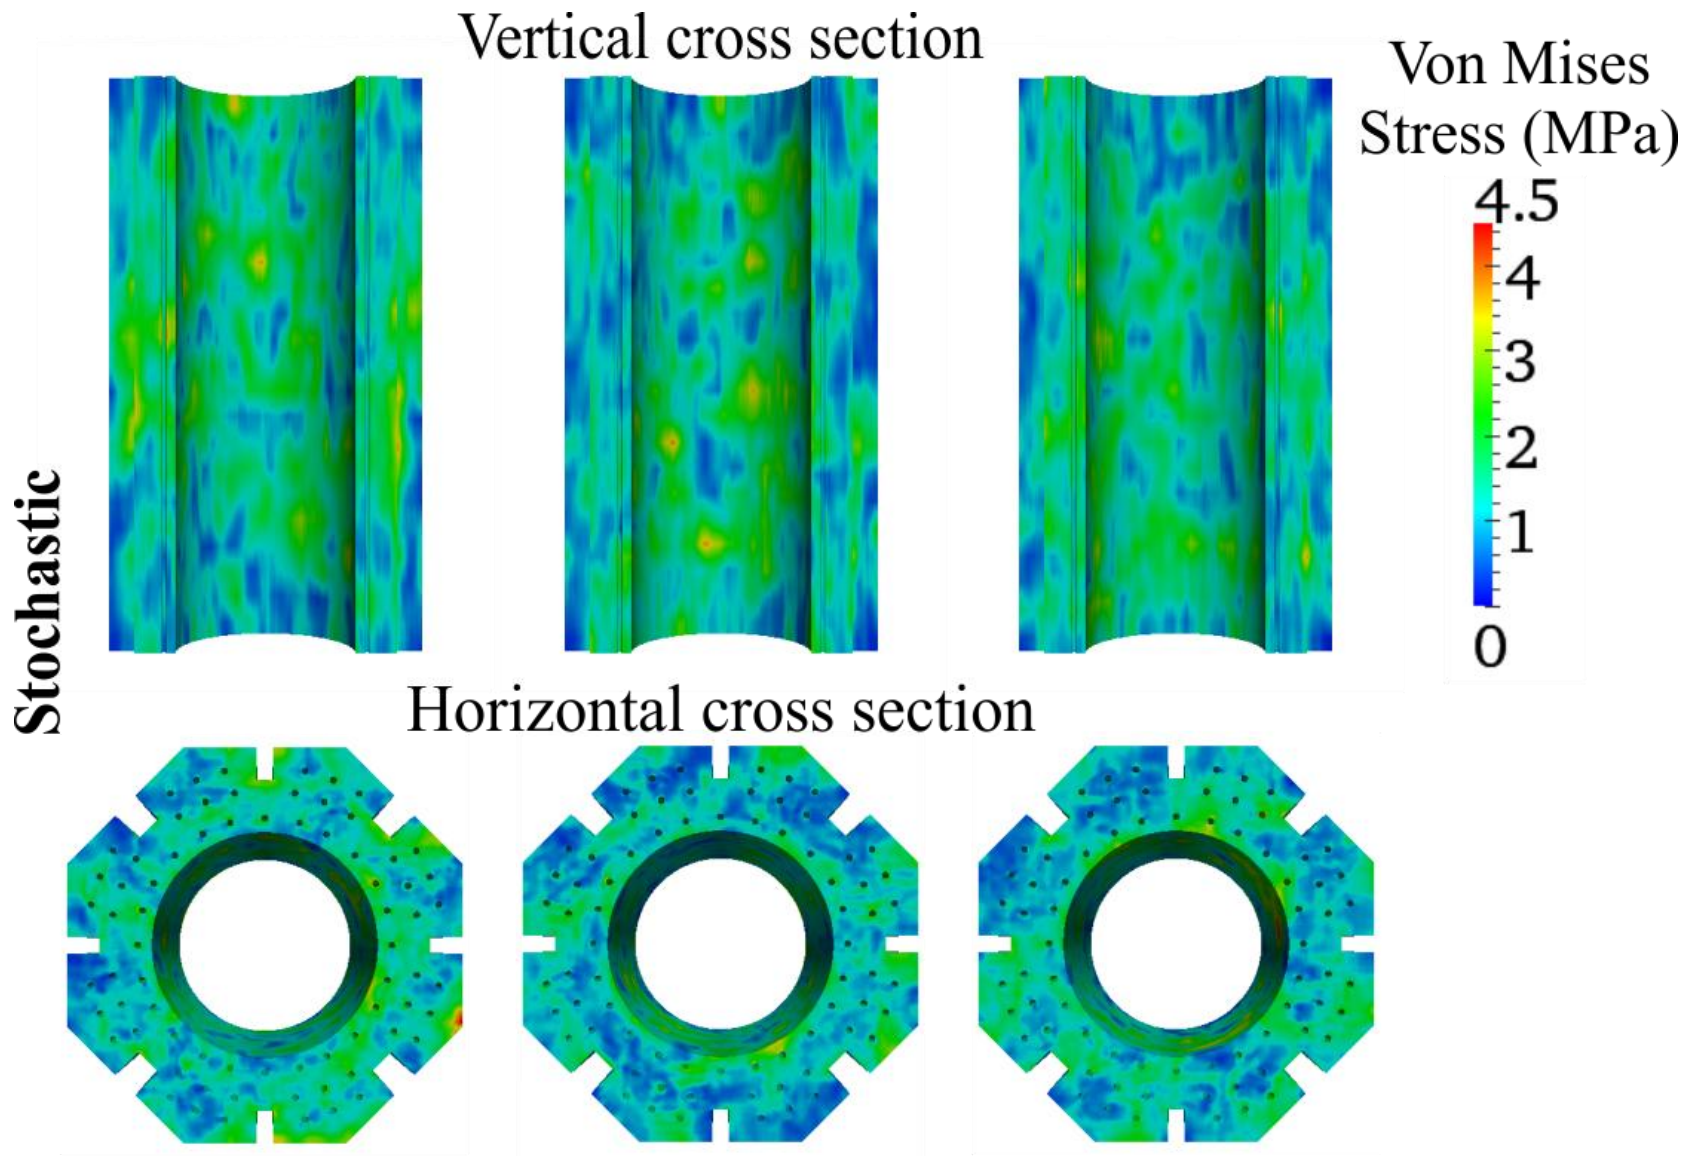 Vertical cross section
Von Mises
Stress (MPa)
4.5
4
3
2
1
0
Stochastic
Horizontal cross section